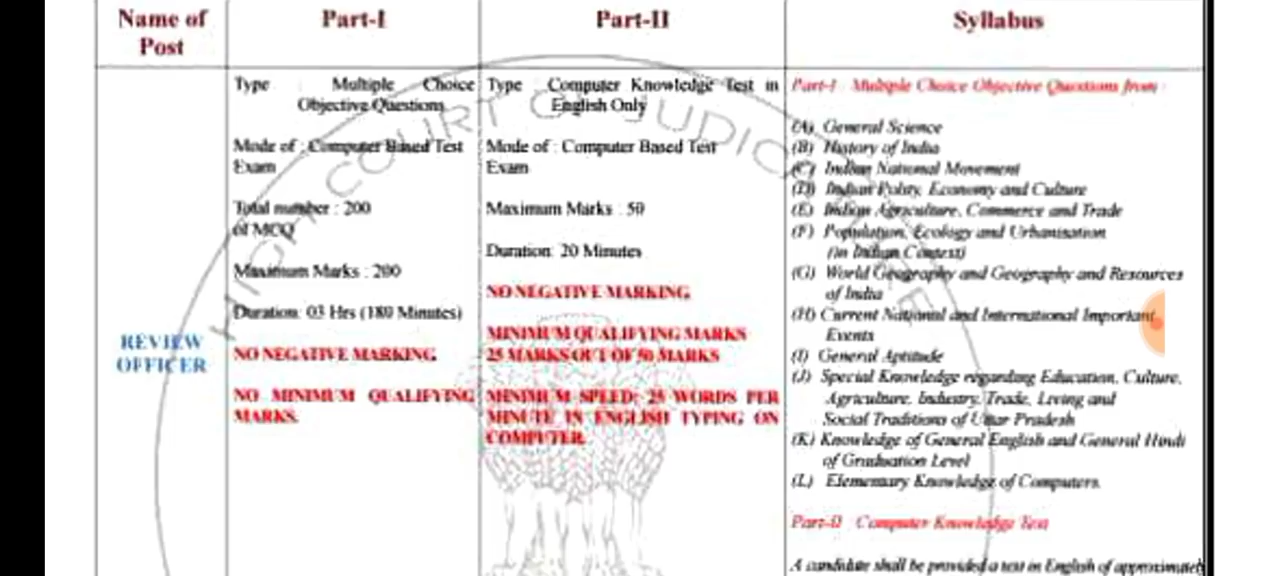 Name of
Post
Part-I
Part-II
Syllabus
REVIEW
OFFICER
Type : Multiple Choice
Objective Questions
Mode of : Computer Based Test
Exam
Total number : 200
of MCQ
Maximum Marks : 200
Duration: 03 Hrs (180 Minutes)
NO NEGATIVE MARKING.
NO MINIMUM QUALIFYING
MARKS.
Type : Computer Knowledge Test in
English Only
Mode of : Computer Based Test
Exam
Maximum Marks : 50
Duration: 20 Minutes
NO NEGATIVE MARKING.
MINIMUM QUALIFYING MARKS
25 MARKS OUT OF 50 MARKS
MINIMUM SPEED: 25 WORDS PER
MINUTE IN ENGLISH TYPING ON
COMPUTER.
Part-I : Multiple Choice Objective Questions from :
(A) General Science
(B) History of India
(C) Indian National Movement
(D) Indian Polity, Economy and Culture
(E) Indian Agriculture, Commerce and Trade
(F) Population, Ecology and Urbanisation
(in Indian Context)
(G) World Geography and Geography and Resources
of India
(H) Current National and International Important
Events
(I) General Aptitude
(J) Special Knowledge regarding Education, Culture,
Agriculture, Industry, Trade, Living and
Social Traditions of Uttar Pradesh
(K) Knowledge of General English and General Hindi
of Graduation Level
(L) Elementary Knowledge of Computers.
Part-II : Computer Knowledge Test
A candidate shall be provided a text in English of approximately
HIGH COURT OF JUDIC